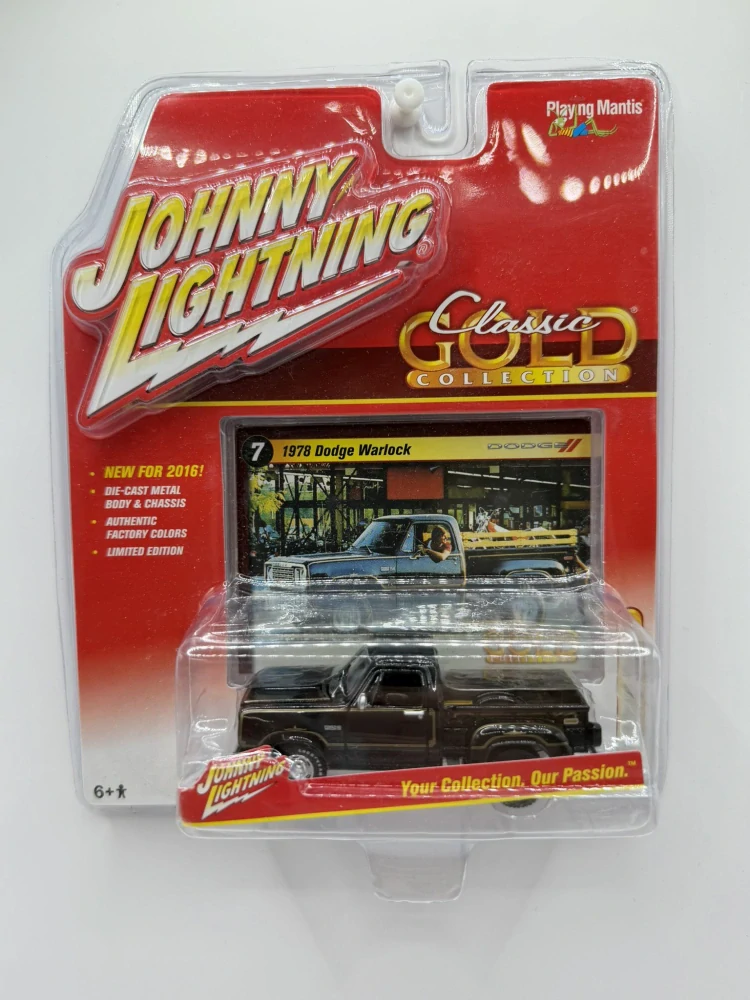 Playing Mantis
JOHNNY
LIGHTNING®
Classic
GOLD®
COLLECTION
7 1978 Dodge Warlock DODGE
• NEW FOR 2016!
• DIE-CAST METAL
BODY & CHASSIS
• AUTHENTIC
FACTORY COLORS
• LIMITED EDITION
JOHNNY
LIGHTNING
Your Collection. Our Passion.™
6+